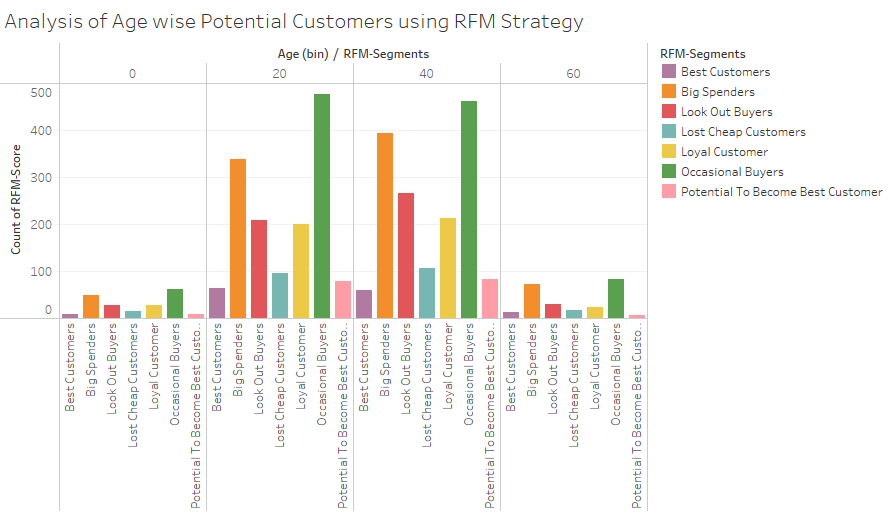 Analysis of Age wise Potential Customers using RFM Strategy
Age (bin) / RFM-Segments
0 20 40 60
500
400
300
200
100
0
Count of RFM-Score
Best Customers
Big Spenders
Look Out Buyers
Lost Cheap Customers
Loyal Customer
Occasional Buyers
Potential To Become Best Custo..
Best Customers
Big Spenders
Look Out Buyers
Lost Cheap Customers
Loyal Customer
Occasional Buyers
Potential To Become Best Custo..
Best Customers
Big Spenders
Look Out Buyers
Lost Cheap Customers
Loyal Customer
Occasional Buyers
Potential To Become Best Custo..
Best Customers
Big Spenders
Look Out Buyers
Lost Cheap Customers
Loyal Customer
Occasional Buyers
Potential To Become Best Custo..
RFM-Segments
Best Customers
Big Spenders
Look Out Buyers
Lost Cheap Customers
Loyal Customer
Occasional Buyers
Potential To Become Best Customer